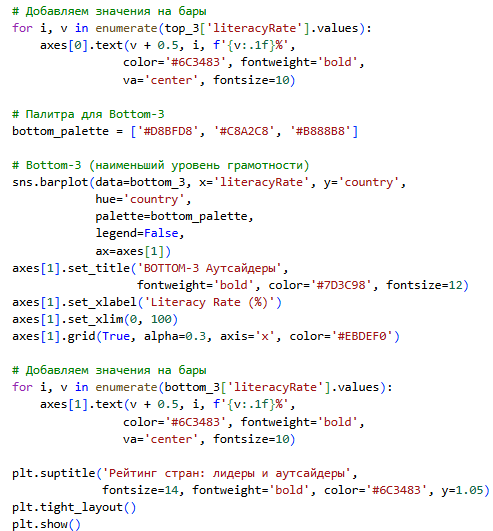 # Добавляем значения на бары
for i, v in enumerate(top_3['literacyRate'].values):
    axes[0].text(v + 0.5, i, f'{v:.1f}%',
                color='#6C3483', fontweight='bold',
                va='center', fontsize=10)

# Палитра для Bottom-3
bottom_palette = ['#D8BFD8', '#C8A2C8', '#B888B8']

# Bottom-3 (наименьший уровень грамотности)
sns.barplot(data=bottom_3, x='literacyRate', y='country',
            hue='country',
            palette=bottom_palette,
            legend=False,
            ax=axes[1])
axes[1].set_title('BOTTOM-3 Аутсайдеры',
                  fontweight='bold', color='#7D3C98', fontsize=12)
axes[1].set_xlabel('Literacy Rate (%)')
axes[1].set_xlim(0, 100)
axes[1].grid(True, alpha=0.3, axis='x', color='#EBDEF0')

# Добавляем значения на бары
for i, v in enumerate(bottom_3['literacyRate'].values):
    axes[1].text(v + 0.5, i, f'{v:.1f}%',
                color='#6C3483', fontweight='bold',
                va='center', fontsize=10)

plt.suptitle('Рейтинг стран: лидеры и аутсайдеры',
             fontsize=14, fontweight='bold', color='#6C3483', y=1.05)
plt.tight_layout()
plt.show()